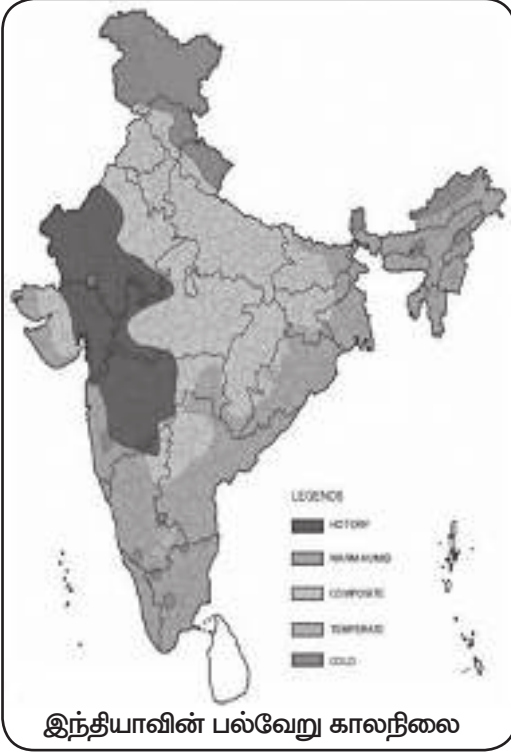 LEGENDS
HOT DRY
WARM HUMID
COMPOSITE
TEMPERATE
COLD
இந்தியாவின் பல்வேறு காலநிலை